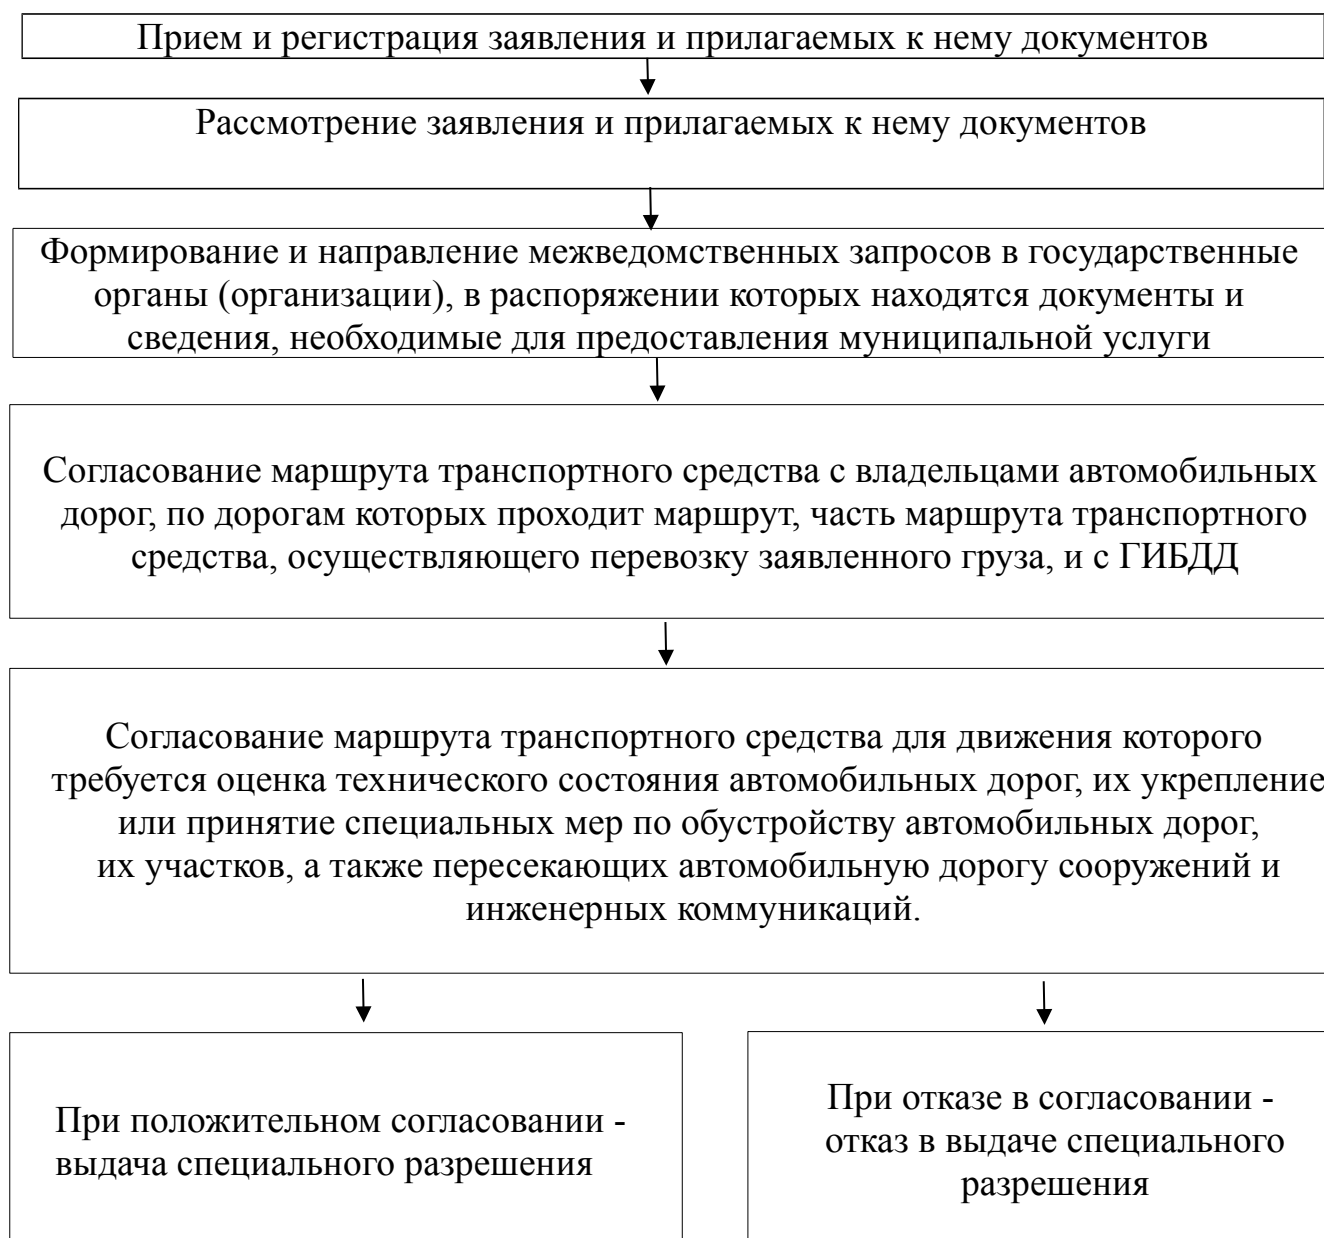 Прием и регистрация заявления и прилагаемых к нему документов
Рассмотрение заявления и прилагаемых к нему документов
Формирование и направление межведомственных запросов в государственные
органы (организации), в распоряжении которых находятся документы и
сведения, необходимые для предоставления муниципальной услуги
Согласование маршрута транспортного средства с владельцами автомобильных
дорог, по дорогам которых проходит маршрут, часть маршрута транспортного
средства, осуществляющего перевозку заявленного груза, и с ГИБДД
Согласование маршрута транспортного средства для движения которого
требуется оценка технического состояния автомобильных дорог, их укрепление
или принятие специальных мер по обустройству автомобильных дорог,
их участков, а также пересекающих автомобильную дорогу сооружений и
инженерных коммуникаций.
При положительном согласовании -
выдача специального разрешения
При отказе в согласовании -
отказ в выдаче специального
разрешения